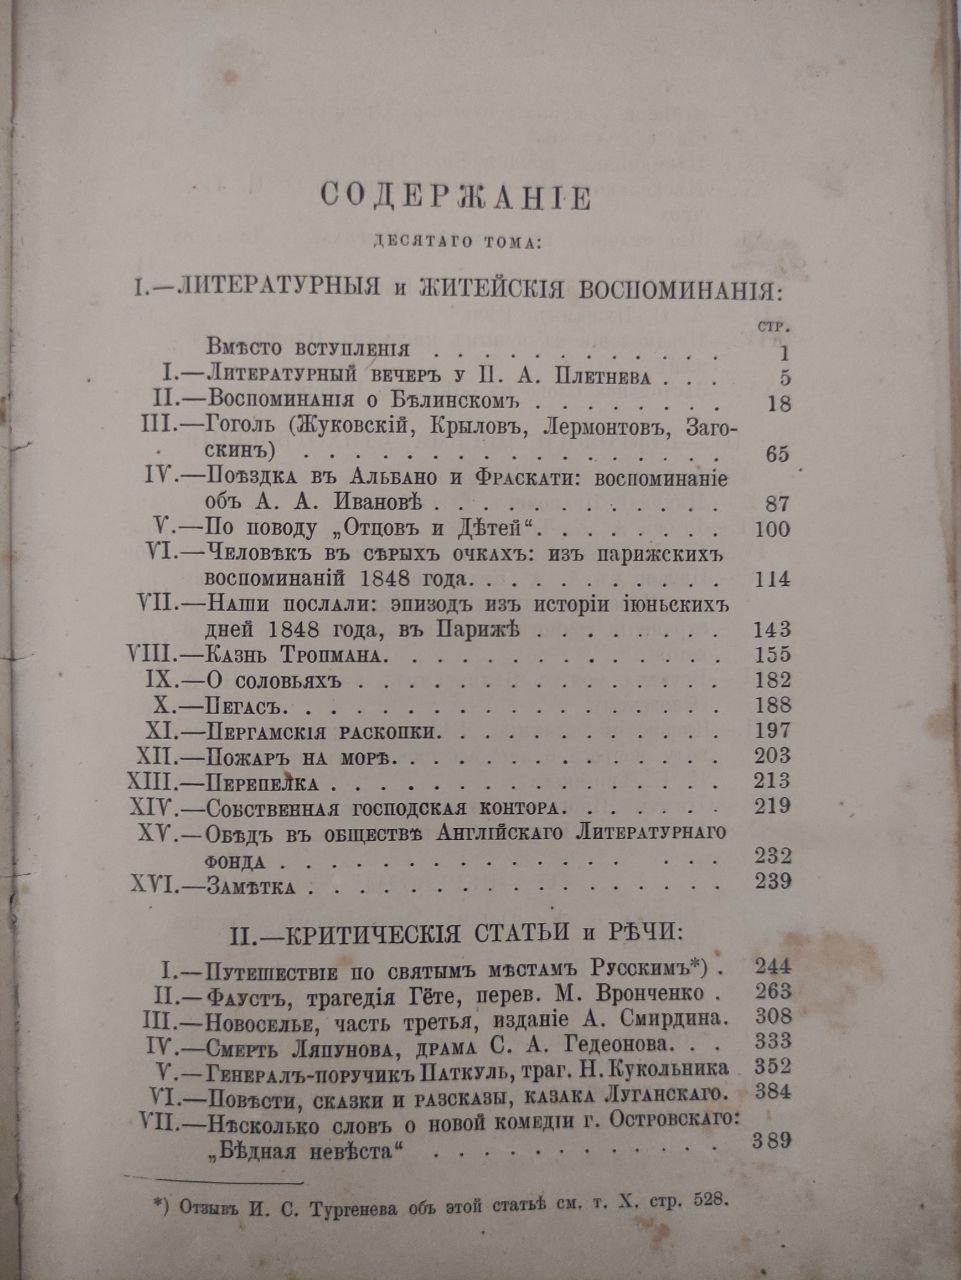 СОДЕРЖАНІЕ
ДЕСЯТАГО ТОМА:
I.—ЛИТЕРАТУРНЫЯ и ЖИТЕЙСКІЯ ВОСПОМИНАНІЯ:
СТР.
Вмѣсто вступленія . . . . . . . . . . . . 1
I.—Литературный вечеръ у П. А. Плетнева . . . 5
II.—Воспоминанія о Бѣлинскомъ . . . . . . . . 18
III.—Гоголь (Жуковскій, Крыловъ, Лермонтовъ, Заго-
скинъ) . . . . . . . . . . . . . . . . . 65
IV.—Поѣздка въ Альбано и Фраскати: воспоминаніе
объ А. А. Ивановѣ . . . . . . . . . . . . 87
V.—По поводу „Отцовъ и Дѣтей“. . . . . . . . 100
VI.—Человѣкъ въ сѣрыхъ очкахъ: изъ парижскихъ
воспоминаній 1848 года. . . . . . . . . . . 114
VII.—Наши послали: эпизодъ изъ исторіи іюньскихъ
дней 1848 года, въ Парижѣ . . . . . . . . 143
VIII.—Казнь Тропмана. . . . . . . . . . . . . . 155
IX.—О соловьяхъ . . . . . . . . . . . . . . . 182
X.—Пегасъ. . . . . . . . . . . . . . . . . . 188
XI.—Пергамскія раскопки. . . . . . . . . . . . 197
XII.—Пожаръ на морѣ. . . . . . . . . . . . . . 203
XIII.—Перепелка . . . . . . . . . . . . . . . . 213
XIV.—Собственная господская контора. . . . . . . 219
XV.—Обѣдъ въ обществѣ Англійскаго Литературнаго
фонда . . . . . . . . . . . . . . . . . 232
XVI.—Замѣтка . . . . . . . . . . . . . . . . . 239
II.—КРИТИЧЕСКІЯ СТАТЬИ и РѢЧИ:
I.—Путешествіе по святымъ мѣстамъ Русскимъ*) . 244
II.—Фаустъ, трагедія Гёте, перев. М. Вронченко . 263
III.—Новоселье, часть третья, изданіе А. Смирдина. 308
IV.—Смерть Ляпунова, драма С. А. Гедеонова. . . 333
V.—Генералъ-поручикъ Паткуль, траг. Н. Кукольника . 352
VI.—Повѣсти, сказки и разсказы, казака Луганскаго. 384
VII.—Нѣсколько словъ о новой комедіи г. Островскаго:
„Бѣдная невѣста“ . . . . . . . . . . . . 389
*) Отзывъ И. С. Тургенева объ этой статьѣ см. т. X. стр. 528.